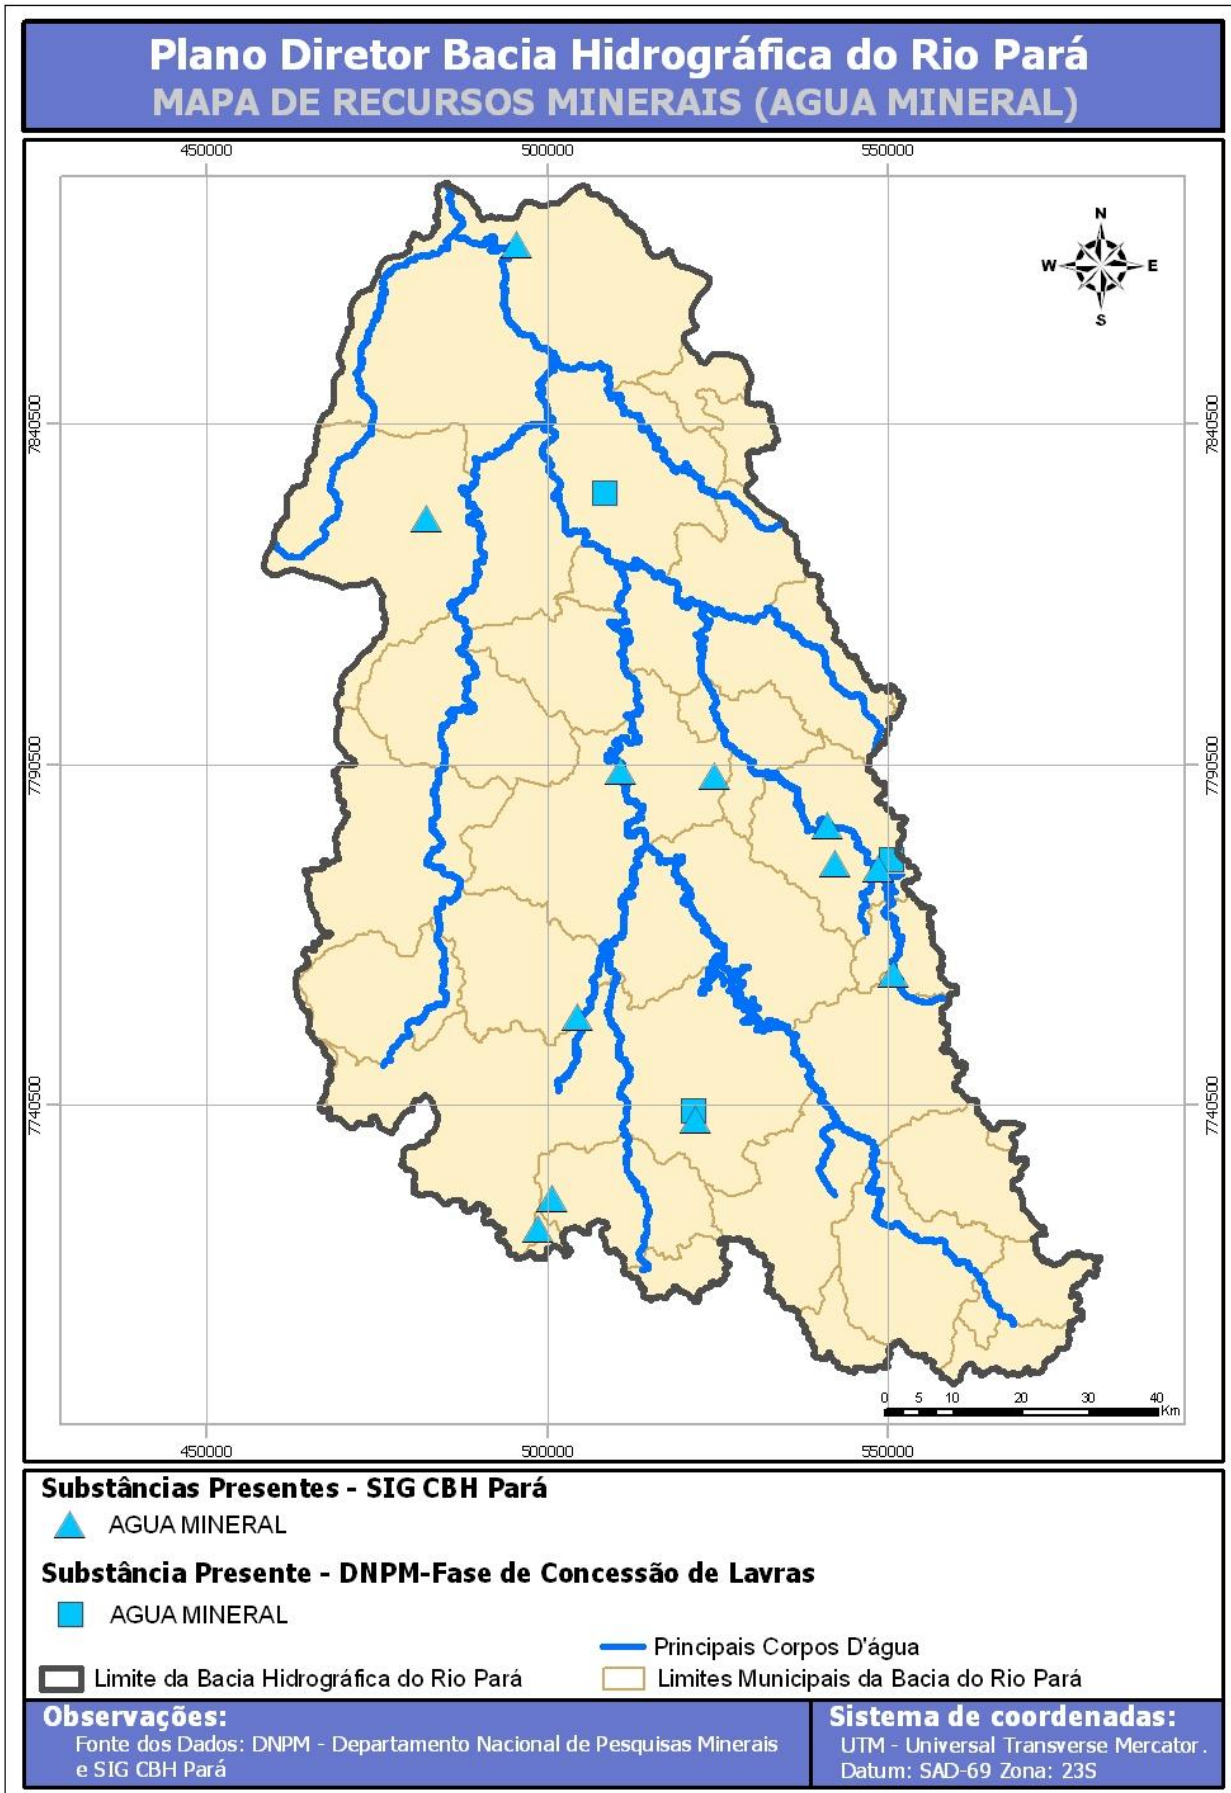 Plano Diretor Bacia Hidrográfica do Rio Pará
MAPA DE RECURSOS MINERAIS (AGUA MINERAL)
450000 500000 550000
N
W E
S
7840500 7840500
7790500 7790500
7740500 7740500
0 5 10 20 30 40
Km
450000 500000 550000
Substâncias Presentes - SIG CBH Pará
AGUA MINERAL
Substância Presente - DNPM-Fase de Concessão de Lavras
AGUA MINERAL
Principais Corpos D'água
Limite da Bacia Hidrográfica do Rio Pará Limites Municipais da Bacia do Rio Pará
Observações:
Fonte dos Dados: DNPM - Departamento Nacional de Pesquisas Minerais
e SIG CBH Pará
Sistema de coordenadas:
UTM - Universal Transverse Mercator.
Datum: SAD-69 Zona: 23S